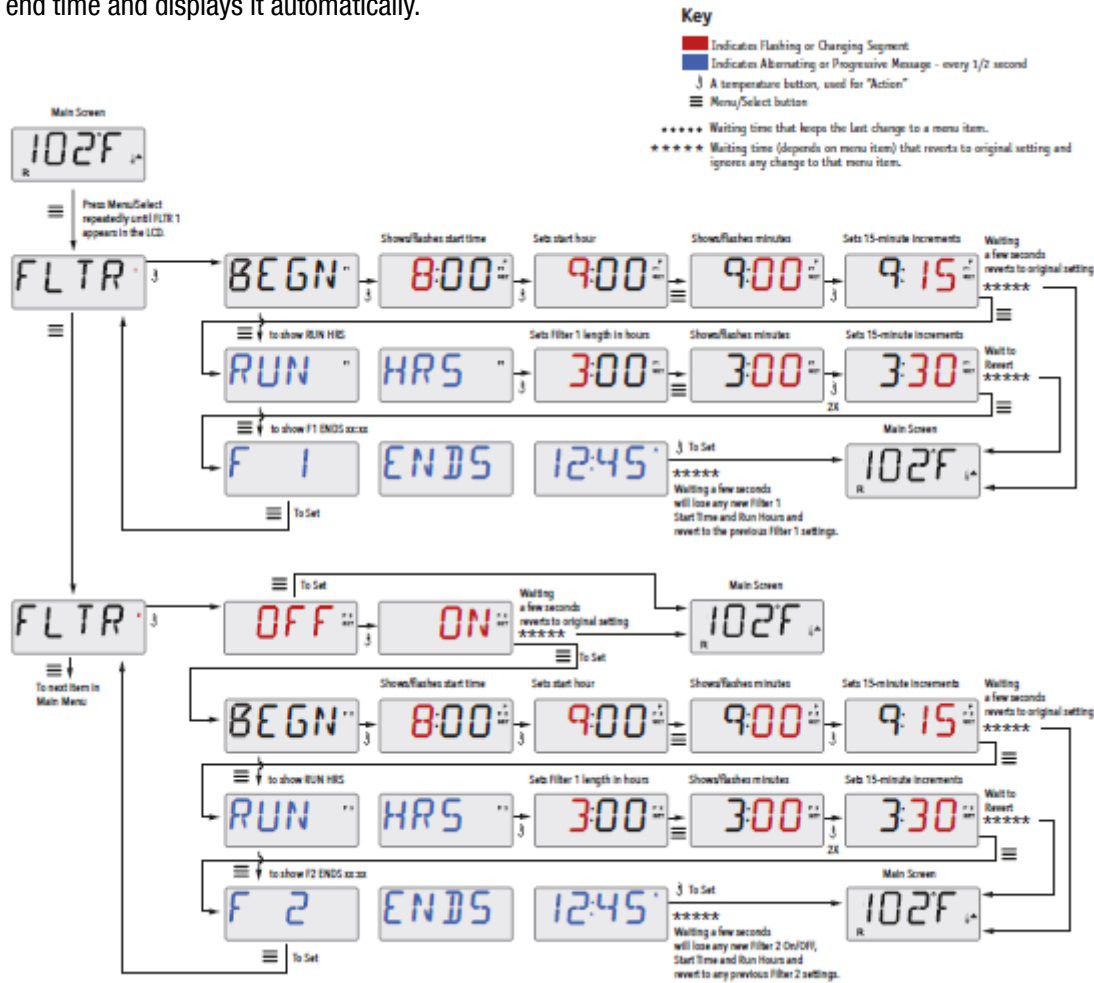 end time and displays it automatically.
Key
Indicates Flashing or Changing Segment
Indicates Alternating or Progressive Message - every 1/2 second
A temperature button, used for "Action"
Menu/Select button
***** Waiting time that keeps the last change to a menu item.
***** Waiting time (depends on menu item) that reverts to original setting and
ignores any change to that menu item.
Main Screen
102°F
R
Press Menu/Select
repeatedly until FLTR 1
appears in the LCD.
Shows/flashes start time
Sets start hour
Shows/flashes minutes
Sets 15-minute increments
Waiting
a few seconds
reverts to original setting
*****
FLTR
BEGN
8:00
9:00
9:00
9:15
to show RUN HRS
Sets Filter 1 length in hours
Shows/flashes minutes
Sets 15-minute increments
Wait to
Revert
*****
RUN
HRS
3:00
3:00
3:30
2X
to show F1 ENDS xx:xx
F 1
ENDS
12:45
To Set
*****
Waiting a few seconds
will lose any new Filter 1
Start Time and Run Hours and
revert to the previous Filter 1 settings.
Main Screen
102°F
R
To Set
To Set
Waiting
a few seconds
reverts to original setting
*****
Main Screen
FLTR
OFF
ON
102°F
R
To Set
To next item in
Main Menu
Shows/flashes start time
Sets start hour
Shows/flashes minutes
Sets 15-minute increments
Waiting
a few seconds
reverts to original setting
*****
BEGN
8:00
9:00
9:00
9:15
to show RUN HRS
Sets Filter 1 length in hours
Shows/flashes minutes
Sets 15-minute increments
Wait to
Revert
*****
RUN
HRS
3:00
3:00
3:30
2X
to show F2 ENDS xx:xx
F 2
ENDS
12:45
To Set
*****
Waiting a few seconds
will lose any new Filter 2 On/OFF,
Start Time and Run Hours and
revert to any previous Filter 2 settings.
Main Screen
102°F
R
To Set